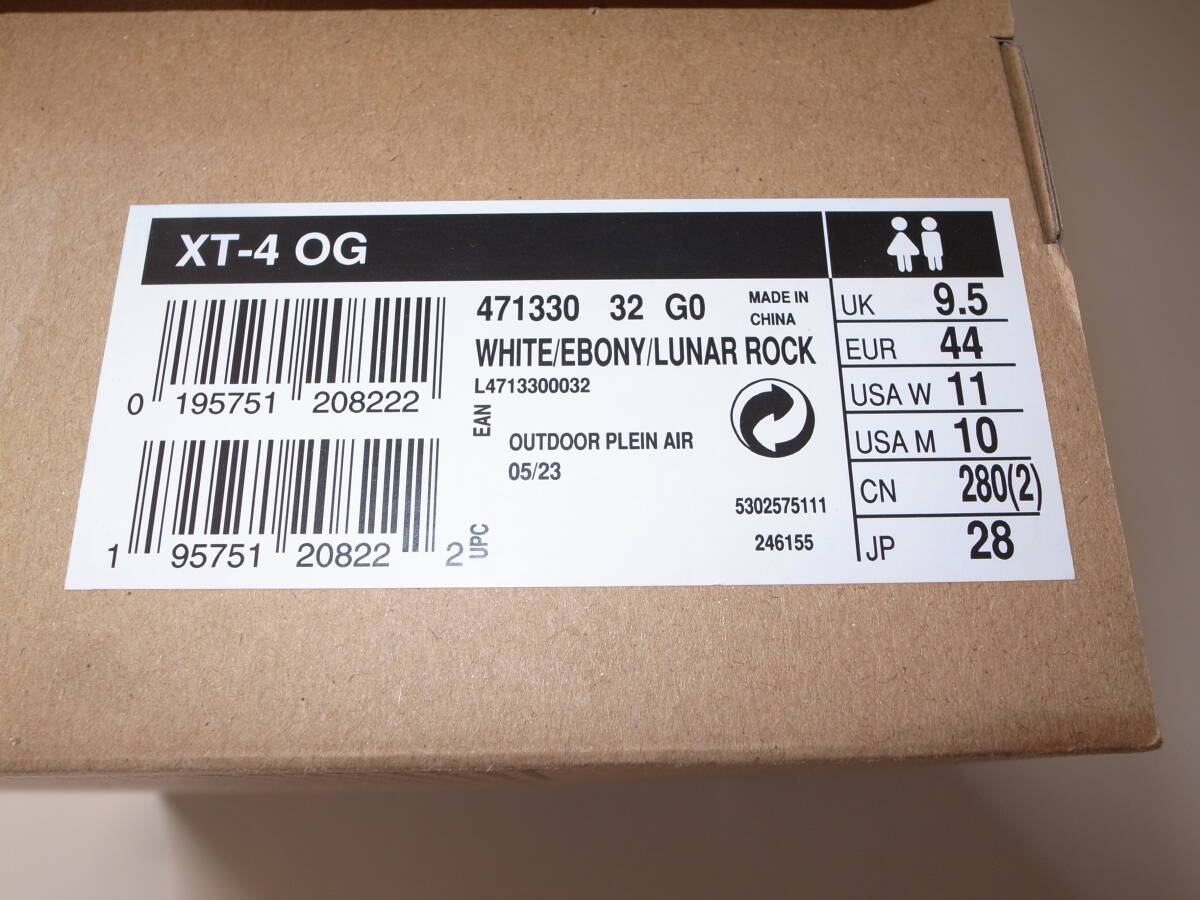 XT-4 OG
0 195751 208222
1 95751 20822 2
EAN
UPC
471330 32 G0
MADE IN
CHINA
WHITE/EBONY/LUNAR ROCK
L4713300032
OUTDOOR PLEIN AIR
05/23
5302575111
246155
UK 9.5
EUR 44
USA W 11
USA M 10
CN 280(2)
JP 28